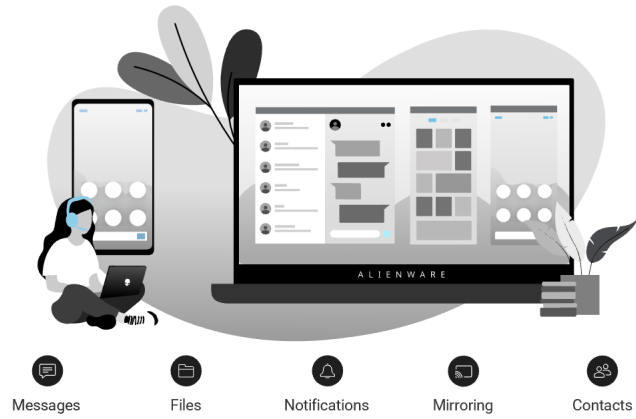 ALIENWARE
Messages
Files
Notifications
Mirroring
Contacts